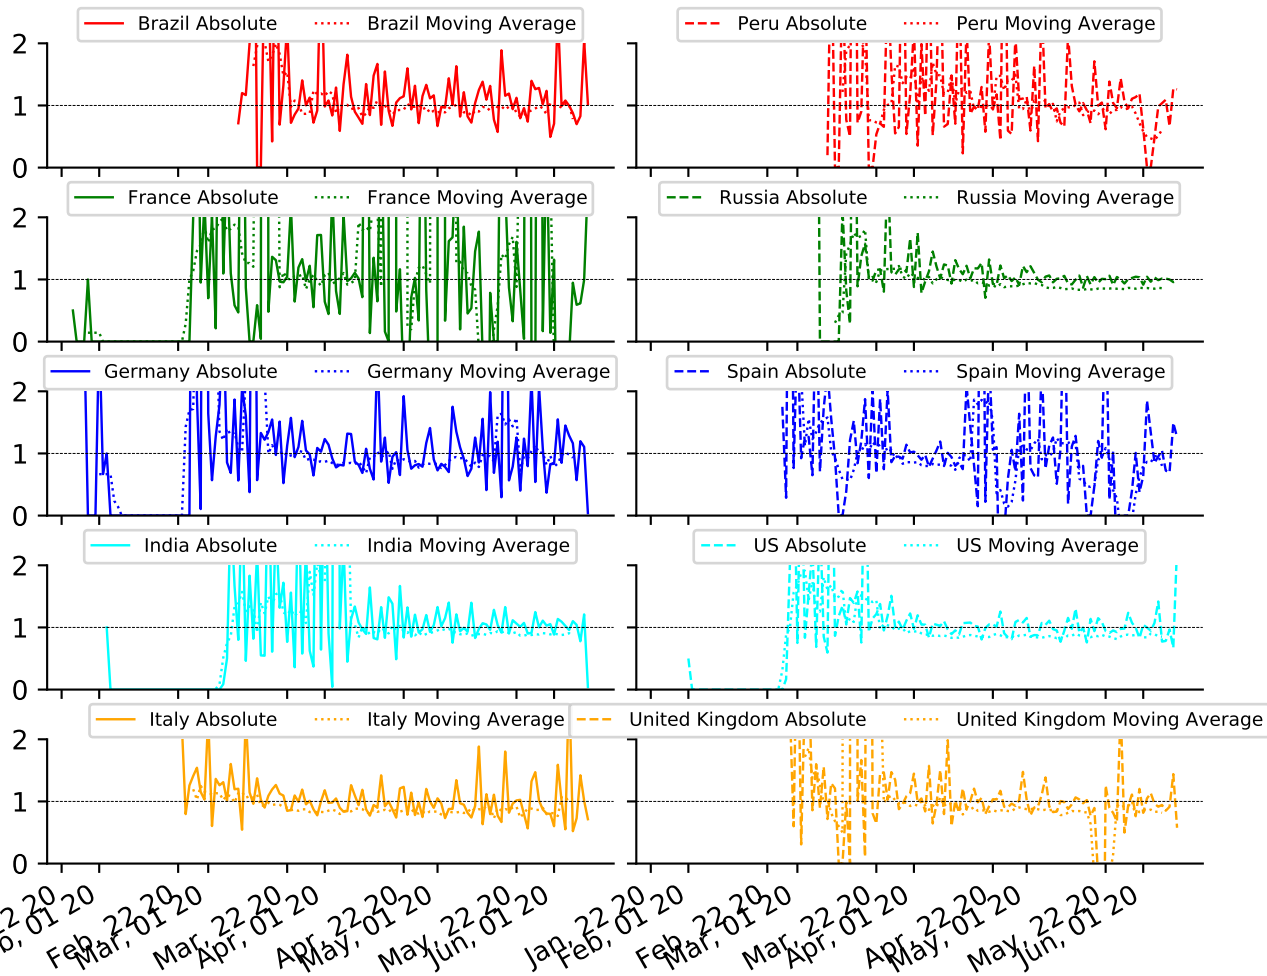 Brazil Absolute Brazil Moving Average
Peru Absolute Peru Moving Average
2
1
0
France Absolute France Moving Average
Russia Absolute Russia Moving Average
2
1
0
Germany Absolute Germany Moving Average
Spain Absolute Spain Moving Average
2
1
0
India Absolute India Moving Average
US Absolute US Moving Average
2
1
0
Italy Absolute Italy Moving Average
United Kingdom Absolute United Kingdom Moving Average
2
1
0
22 20
b, 01 20
Feb, 22 20
Mar, 01 20
Mar, 22 20
Apr, 01 20
Apr, 22 20
May, 01 20
May, 22 20
Jun, 01 20
Jan, 22 20
Feb, 01 20
Feb, 22 20
Mar, 01 20
Mar, 22 20
Apr, 01 20
Apr, 22 20
May, 01 20
May, 22 20
Jun, 01 20